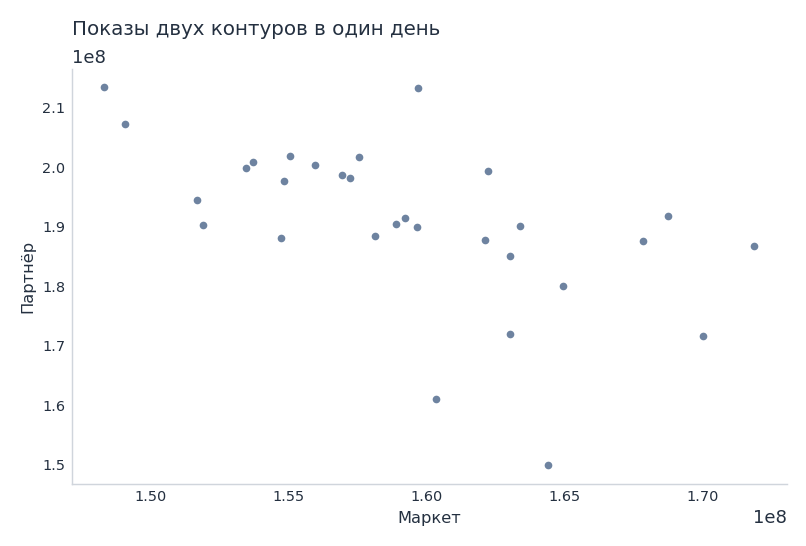 Показы двух контуров в один день
1e8
2.1
2.0
1.9
1.8
1.7
1.6
1.5
Партнёр
1.50 1.55 1.60 1.65 1.70
Маркет
1e8